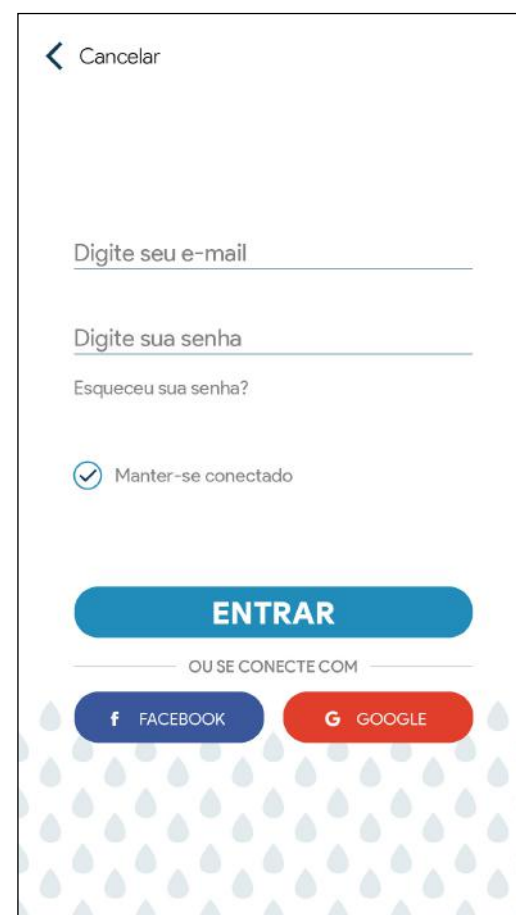 Cancelar
Digite seu e-mail
Digite sua senha
Esqueceu sua senha?
Manter-se conectado
ENTRAR
OU SE CONECTE COM
f FACEBOOK
G GOOGLE